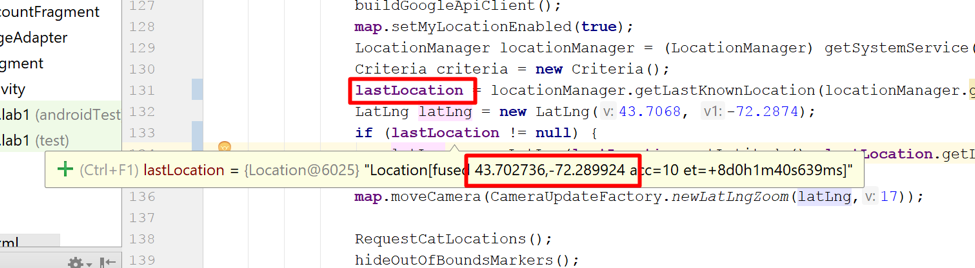 countFragment
geAdapter
gment
vity
.lab1 (androidTest
.lab1 (test)
ml
127 buildGoogleApiClient();
128 map.setMyLocationEnabled(true);
129 LocationManager locationManager = (LocationManager) getSystemService(
130 Criteria criteria = new Criteria();
131 lastLocation = locationManager.getLastKnownLocation(locationManager.g
132 LatLng latLng = new LatLng( v: 43.7068, v1: -72.2874);
133 if (lastLocation != null) {
(Ctrl+F1) lastLocation = {Location@6025} "Location[fused 43.702736,-72.289924 acc=10 et=+8d0h1m40s639ms]"
136 map.moveCamera(CameraUpdateFactory.newLatLngZoom(latLng, v: 17));
137
138 RequestCatLocations();
139 hideOutOfBoundsMarkers();